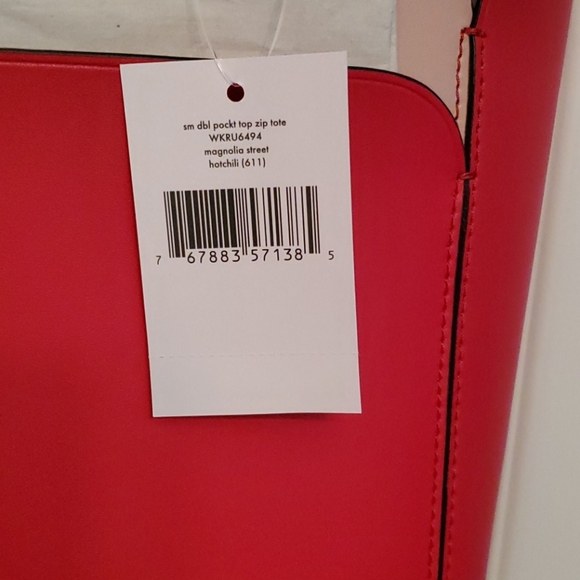 sm dbl pockt top zip tote
WKRU6494
magnolia street
hotchili (611)
7 67883 57138 5